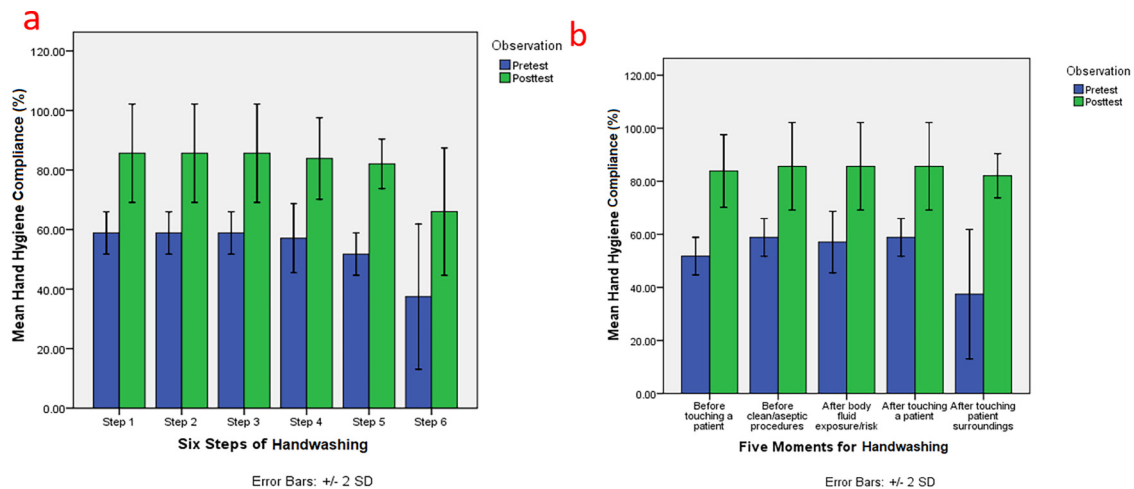 a
Mean Hand Hygiene Compliance (%)
120.00
100.00
80.00
60.00
40.00
20.00
0.00
Step 1
Step 2
Step 3
Step 4
Step 5
Step 6
Six Steps of Handwashing
Error Bars: +/- 2 SD
Observation
Pretest
Posttest
b
Mean Hand Hygiene Compliance (%)
120.00
100.00
80.00
60.00
40.00
20.00
0.00
Before
touching a
patient
Before
clean/aseptic
procedures
After body
fluid
exposure/risk
After touching
a patient
After touching
patient
surroundings
Five Moments for Handwashing
Error Bars: +/- 2 SD
Observation
Pretest
Posttest